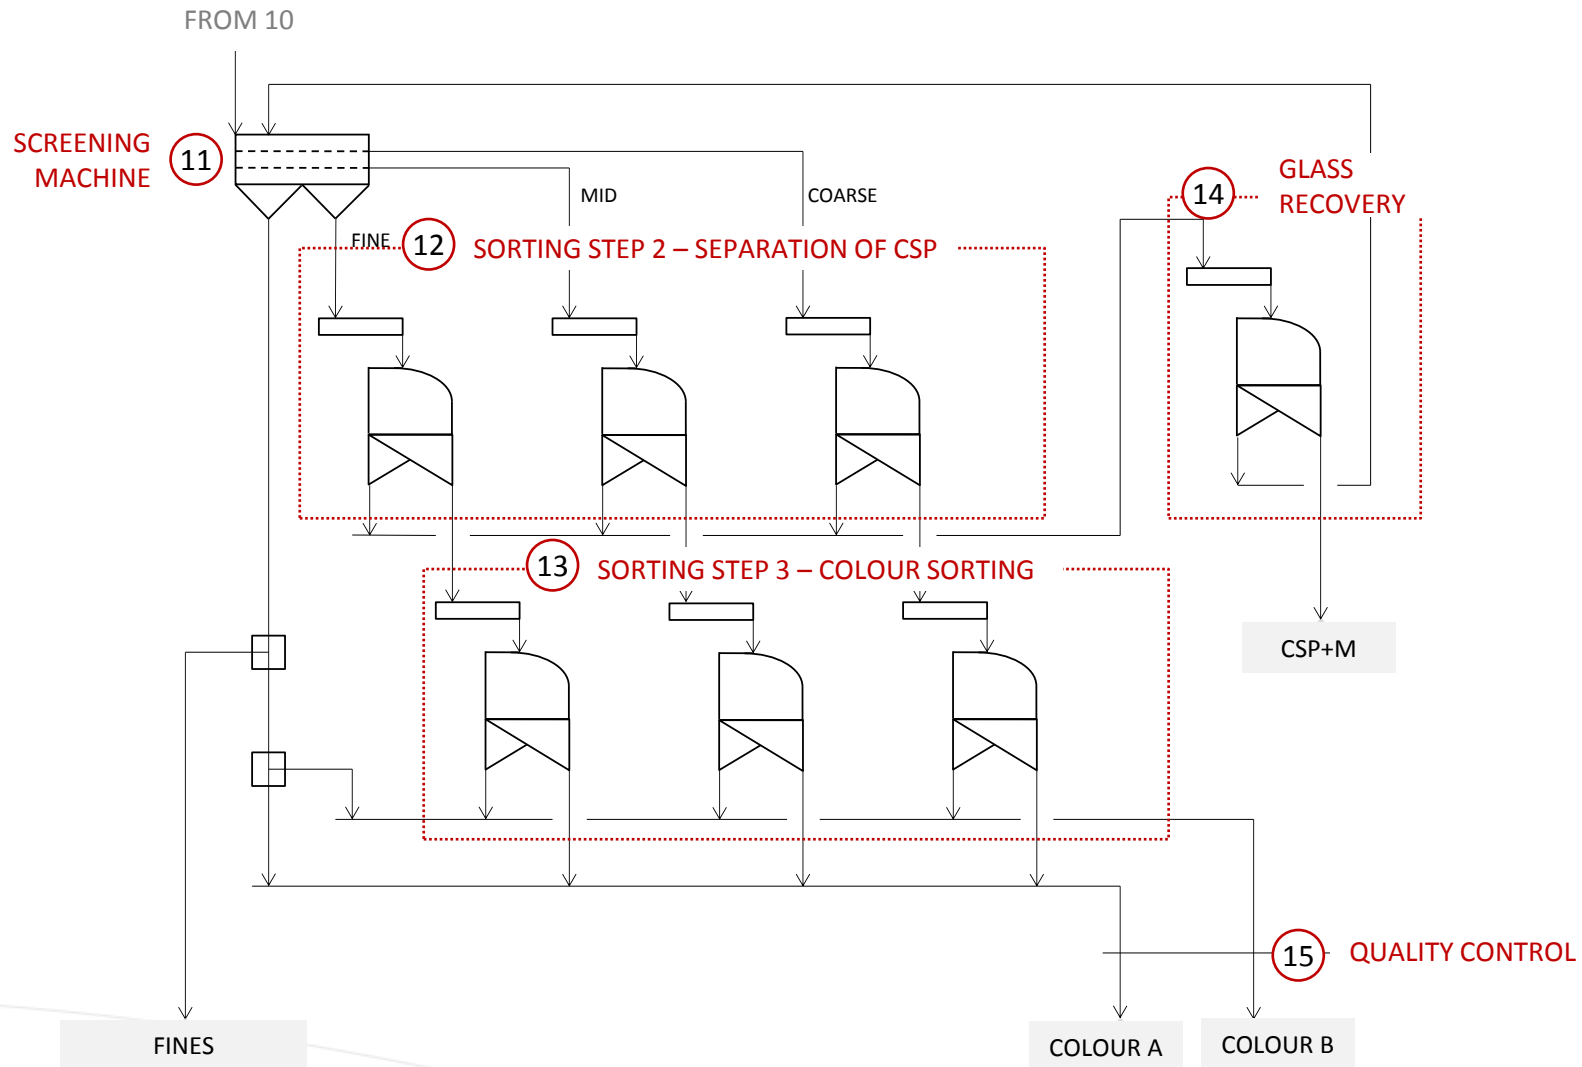 FROM 10
SCREENING
MACHINE
11
MID
COARSE
FINE
12
SORTING STEP 2 – SEPARATION OF CSP
14
GLASS
RECOVERY
13
SORTING STEP 3 – COLOUR SORTING
CSP+M
15
QUALITY CONTROL
FINES
COLOUR A
COLOUR B